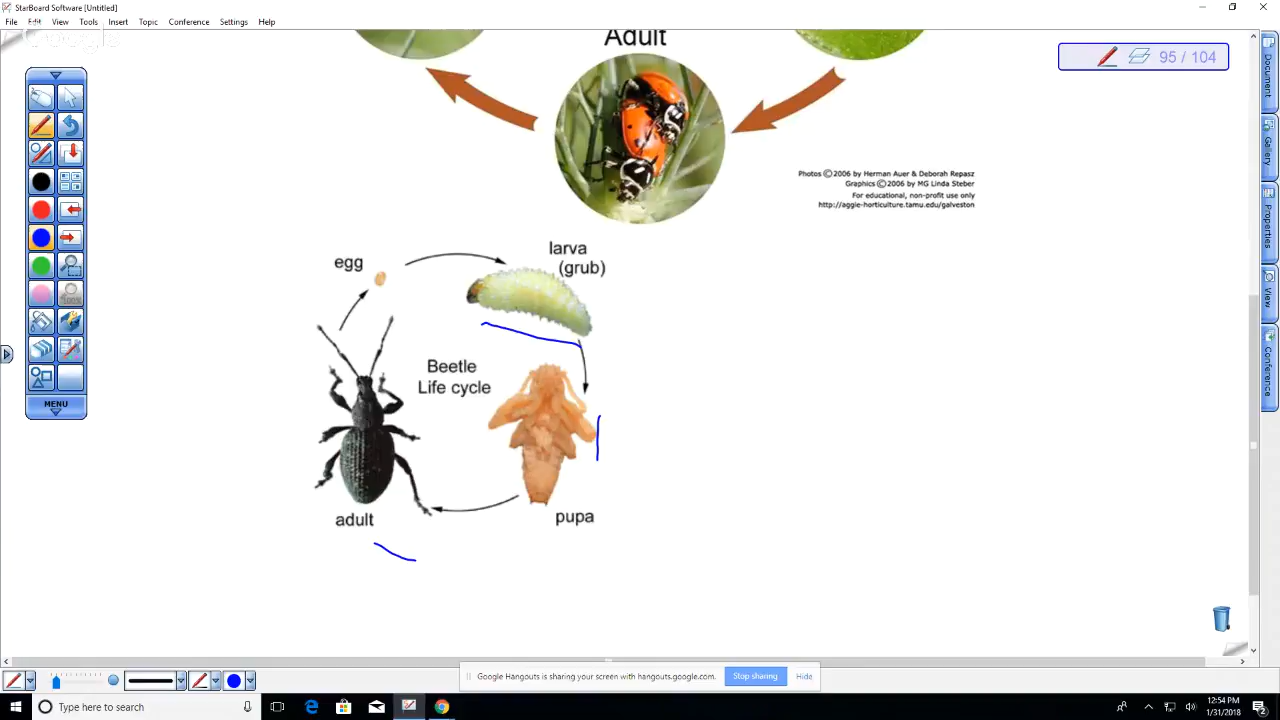 StarBoard Software [Untitled]
File Edit View Tools Insert Topic Conference Settings Help
Adult
95 / 104
Document
Gallery
Properties
View
Conference
Photos ©2006 by Herman Auer & Deborah Repasz
Graphics ©2006 by MG Linda Steber
For educational, non-profit use only
http://aggie-horticulture.tamu.edu/galveston
100%
MENU
egg
larva
(grub)
Beetle
Life cycle
adult
pupa
Google Hangouts is sharing your screen with hangouts.google.com.
Stop sharing
Hide
Type here to search
12:54 PM
1/31/2018
2